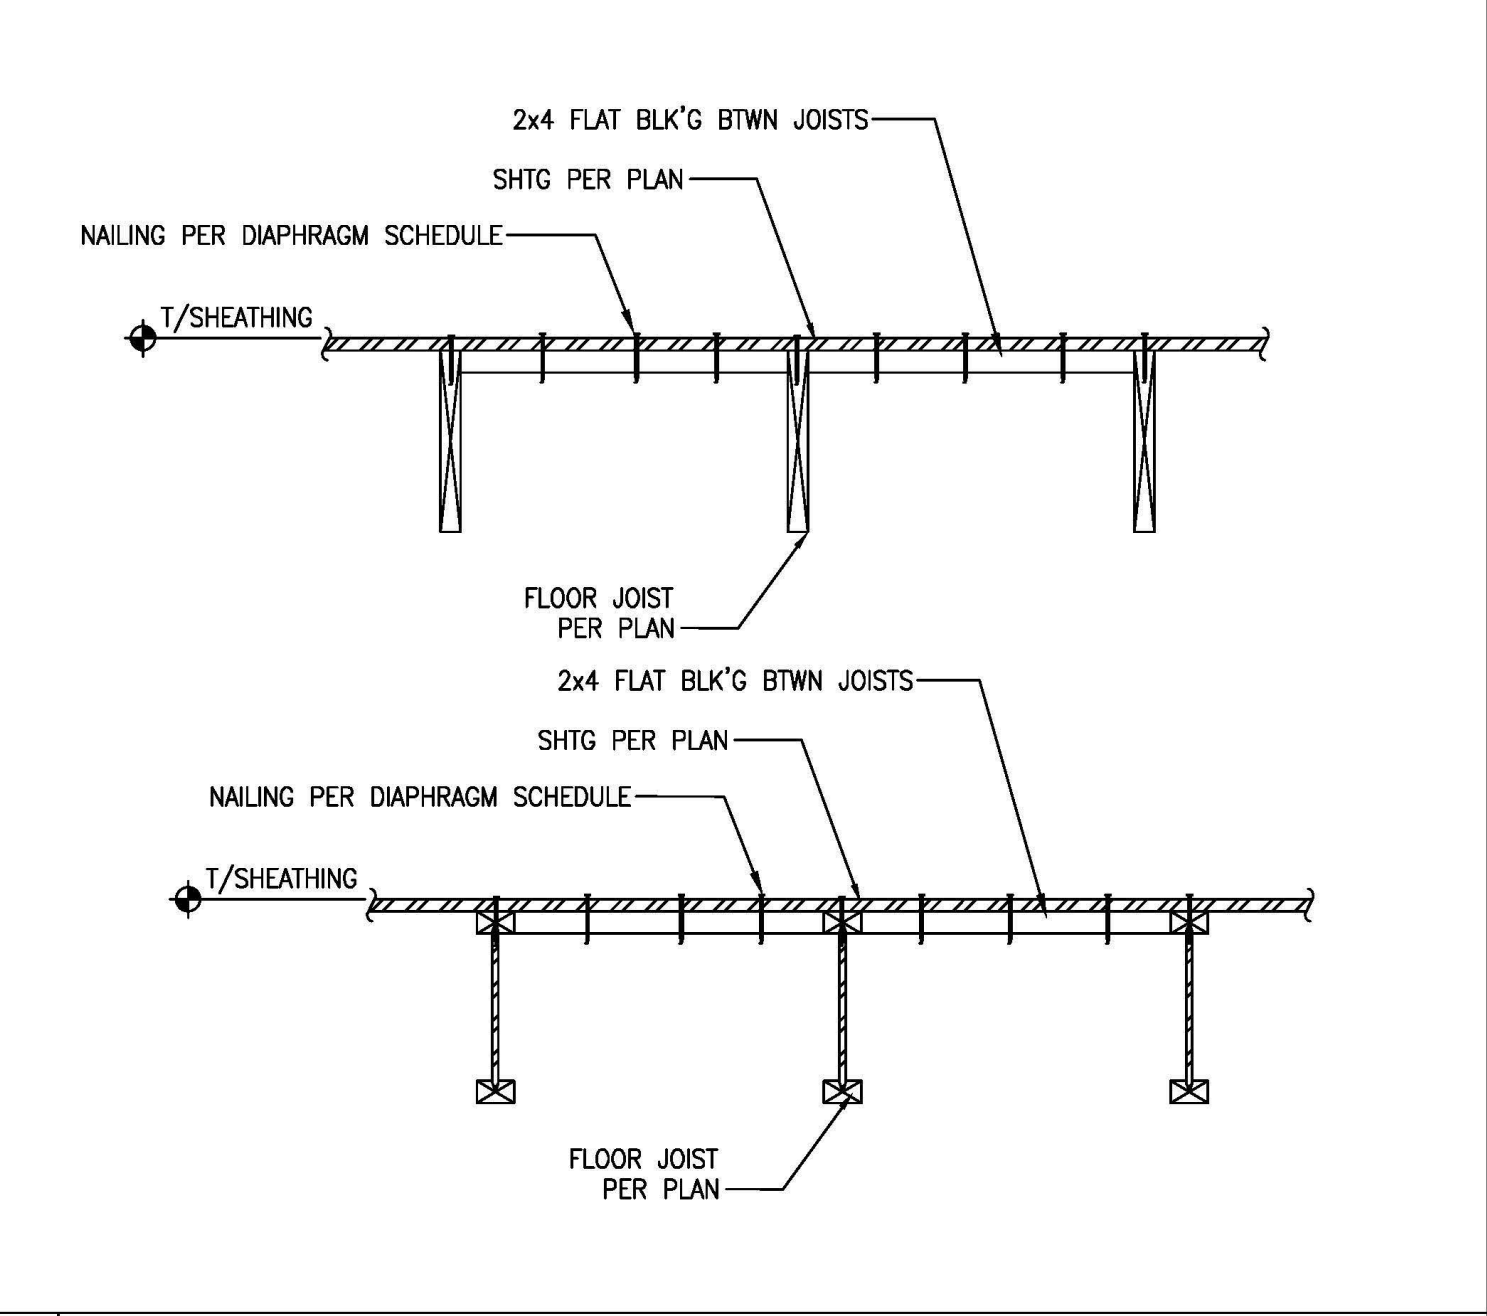 2x4 FLAT BLK'G BTWN JOISTS
SHTG PER PLAN
NAILING PER DIAPHRAGM SCHEDULE
T/SHEATHING
FLOOR JOIST
PER PLAN
2x4 FLAT BLK'G BTWN JOISTS
SHTG PER PLAN
NAILING PER DIAPHRAGM SCHEDULE
T/SHEATHING
FLOOR JOIST
PER PLAN